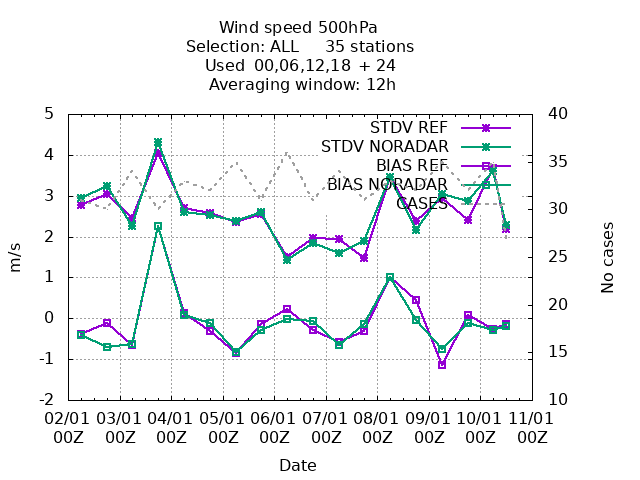 Wind speed 500hPa
Selection: ALL 35 stations
Used 00,06,12,18 + 24
Averaging window: 12h
5
4
3
2
1
0
-1
-2
40
35
30
25
20
15
10
STDV REF
STDV NORADAR
BIAS REF
BIAS NORADAR
CASES
m/s
No cases
02/01 03/01 04/01 05/01 06/01 07/01 08/01 09/01 10/01 11/01
00Z 00Z 00Z 00Z 00Z 00Z 00Z 00Z 00Z 00Z
Date